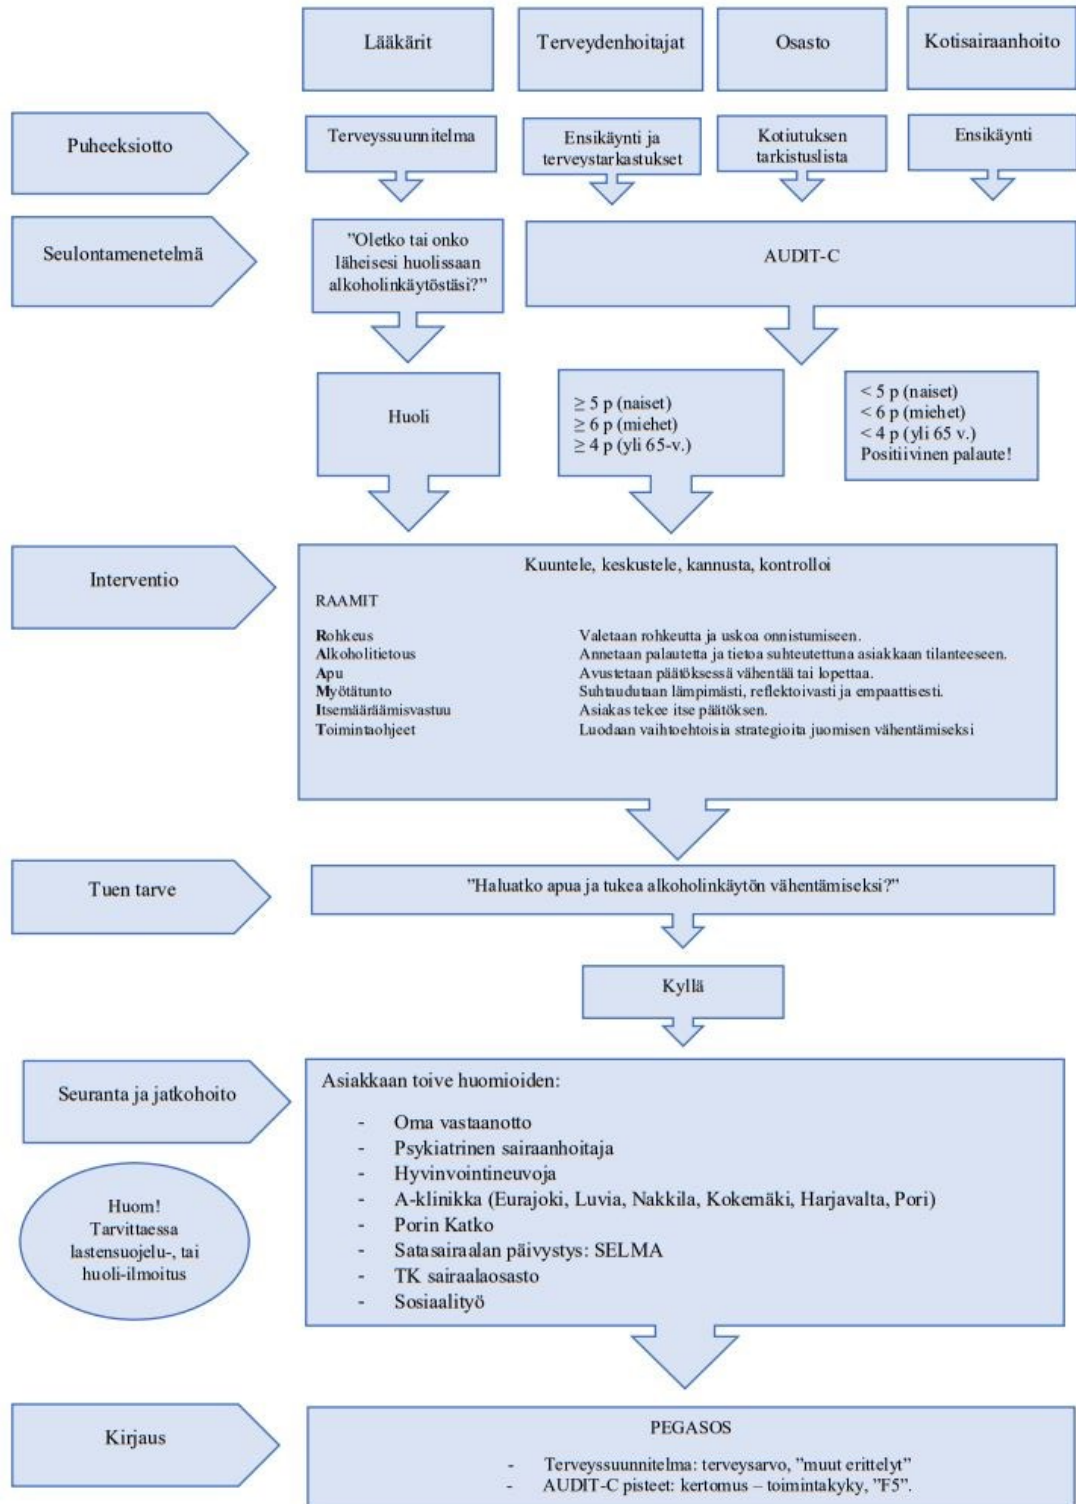 Lääkärit
Terveydenhoitajat
Osasto
Kotisairaanhoito
Puheeksiotto
Terveyssuunnitelma
Ensikäynti ja
terveystarkastukset
Kotiutuksen
tarkistuslista
Ensikäynti
Seulontamenetelmä
”Oletko tai onko
läheisesi huolissaan
alkoholinkäytöstäsi?”
AUDIT-C
Huoli
≥ 5 p (naiset)
≥ 6 p (miehet)
≥ 4 p (yli 65-v.)
< 5 p (naiset)
< 6 p (miehet)
< 4 p (yli 65 v.)
Positiivinen palaute!
Interventio
Kuuntele, keskustele, kannusta, kontrolloi
RAAMIT
Rohkeus Valetaan rohkeutta ja uskoa onnistumiseen.
Alkoholitietous Annetaan palautetta ja tietoa suhteutettuna asiakkaan tilanteeseen.
Apu Avustetaan päätöksessä vähentää tai lopettaa.
Myötätunto Suhtaudutaan lämpimästi, reflektoivasti ja empaattisesti.
Itsemääräämisvastuu Asiakas tekee itse päätöksen.
Toimintaohjeet Luodaan vaihtoehtoisia strategioita juomisen vähentämiseksi
Tuen tarve
”Haluatko apua ja tukea alkoholinkäytön vähentämiseksi?”
Kyllä
Seuranta ja jatkohoito
Asiakkaan toive huomioiden:
- Oma vastaanotto
- Psykiatrinen sairaanhoitaja
- Hyvinvointineuvoja
- A-klinikka (Eurajoki, Luvia, Nakkila, Kokemäki, Harjavalta, Pori)
- Porin Katko
- Satasairaalan päivystys: SELMA
- TK sairaalaosasto
- Sosiaalityö
Huom!
Tarvittaessa
lastensuojelu-, tai
huoli-ilmoitus
Kirjaus
PEGASOS
- Terveyssuunnitelma: terveysarvo, ”muut erittelyt”
- AUDIT-C pisteet: kertomus – toimintakyky, ”F5”.